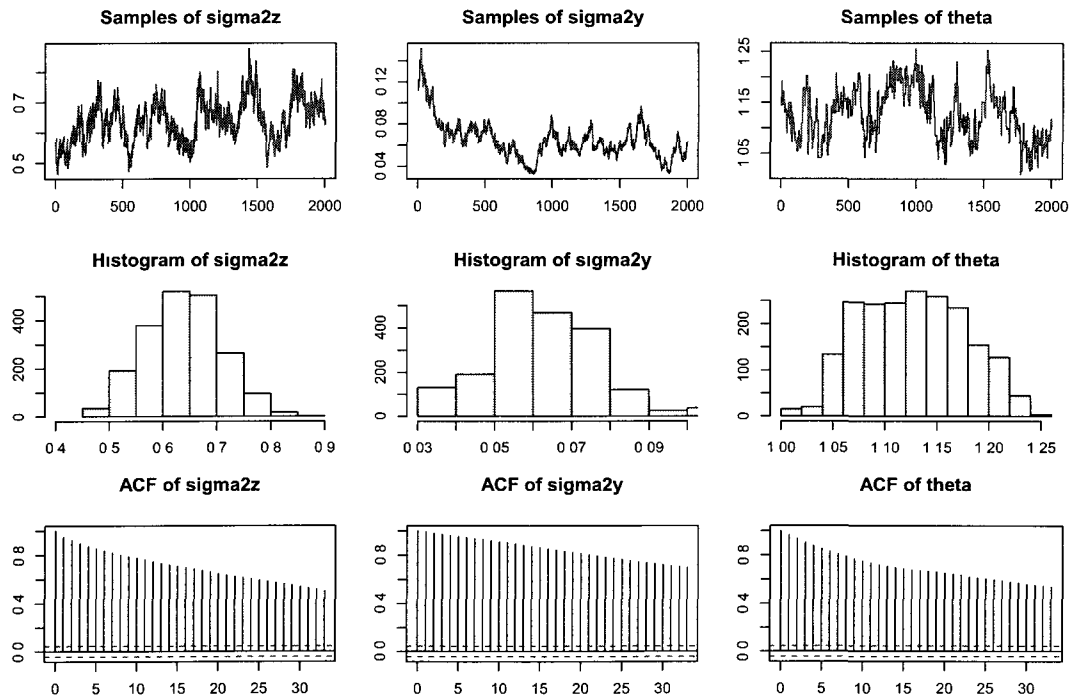 Samples of sigma2z
Samples of sigma2y
Samples of theta
0 5
0 7
0 500 1000 1500 2000
0 04
0 08
0 12
0 500 1000 1500 2000
1 05
1 15
1 25
0 500 1000 1500 2000
Histogram of sigma2z
Histogram of sigma2y
Histogram of theta
0
200
400
0 4 0 5 0 6 0 7 0 8 0 9
0
200
400
0 03 0 05 0 07 0 09
0
100
200
1 00 1 05 1 10 1 15 1 20 1 25
ACF of sigma2z
ACF of sigma2y
ACF of theta
0 0
0 4
0 8
0 5 10 15 20 25 30
0 0
0 4
0 8
0 5 10 15 20 25 30
0 0
0 4
0 8
0 5 10 15 20 25 30